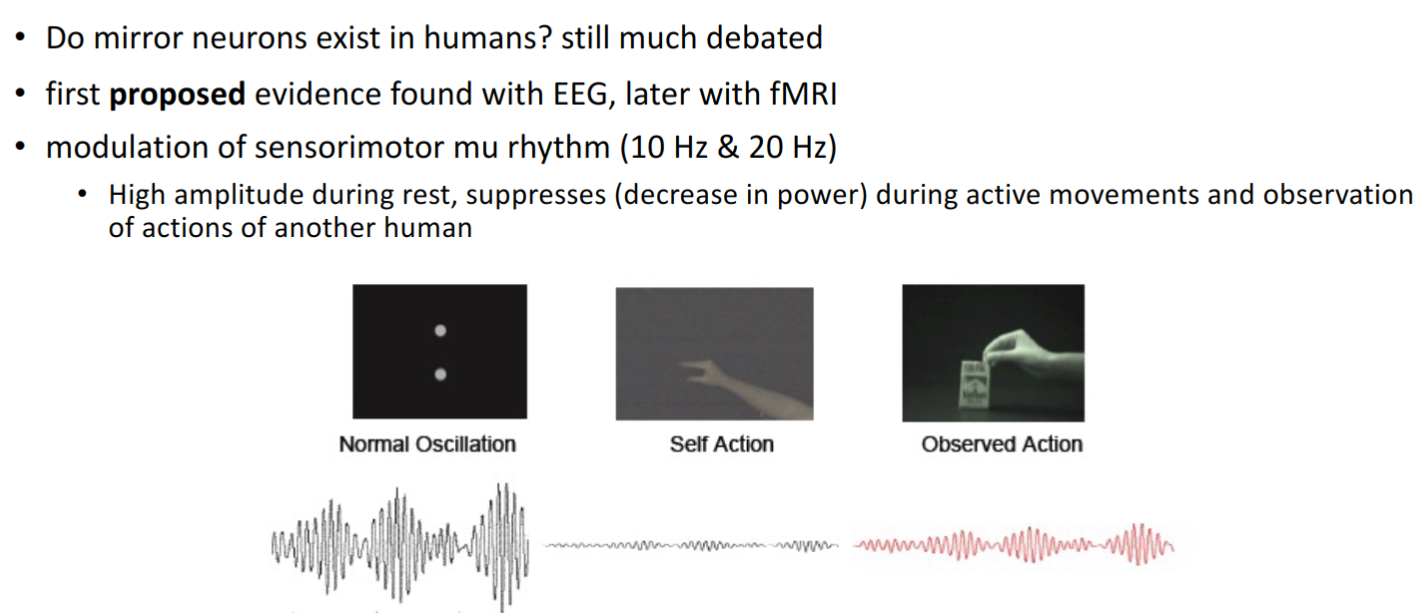 • Do mirror neurons exist in humans? still much debated
• first proposed evidence found with EEG, later with fMRI
• modulation of sensorimotor mu rhythm (10 Hz & 20 Hz)
• High amplitude during rest, suppresses (decrease in power) during active movements and observation
of actions of another human
Normal Oscillation
Self Action
Observed Action